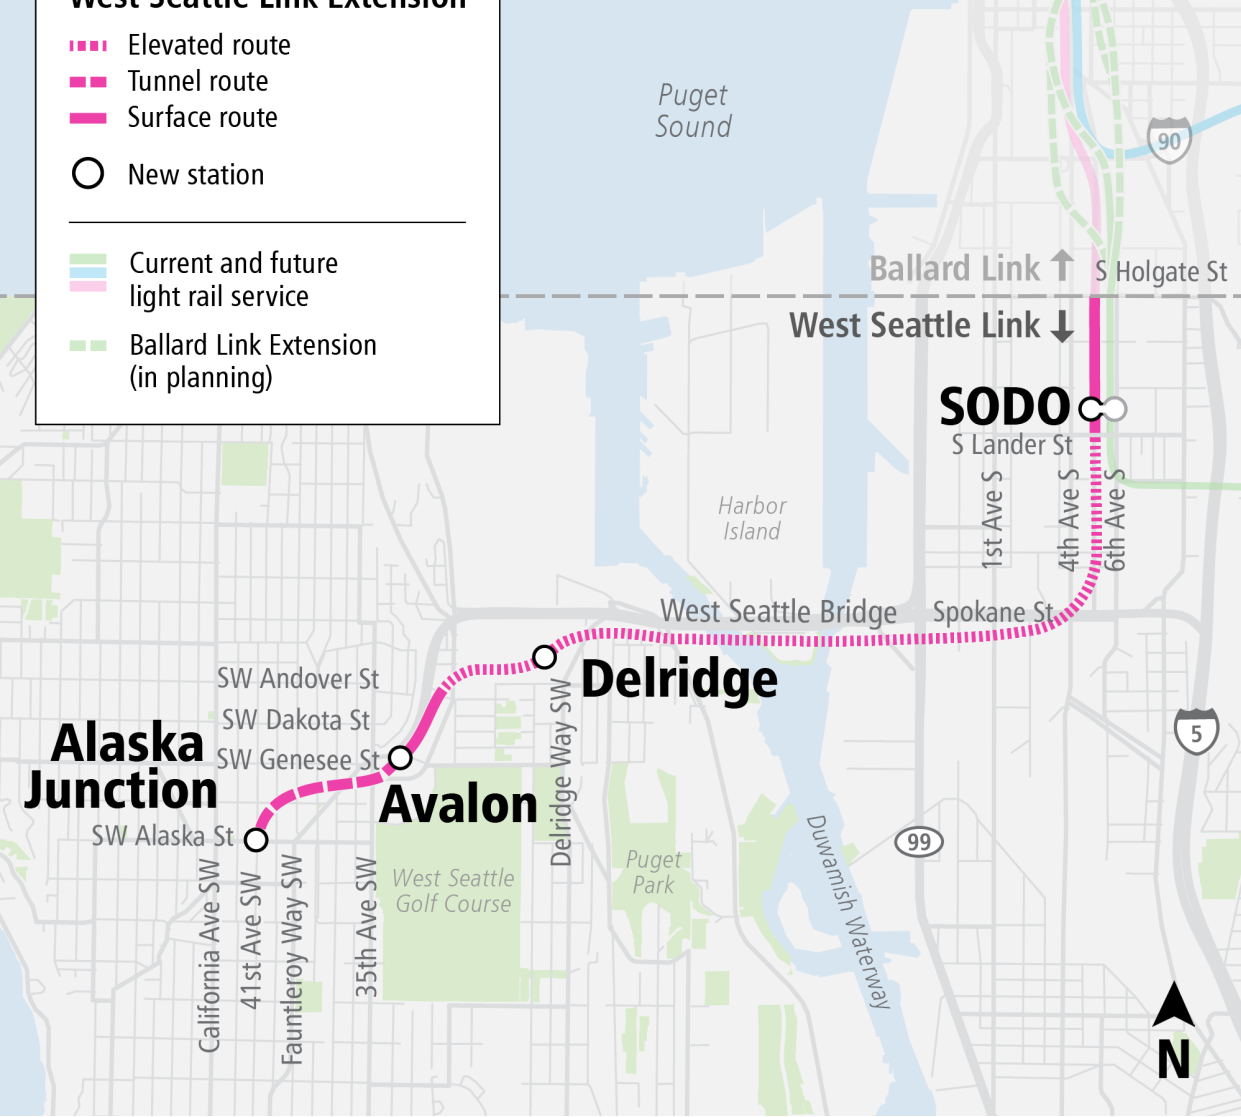 West Seattle Link Extension
Elevated route
Tunnel route
Surface route
New station
Current and future
light rail service
Ballard Link Extension
(in planning)
Puget
Sound
90
Ballard Link
S Holgate St
West Seattle Link
SODO
S Lander St
1st Ave S
4th Ave S
6th Ave S
Harbor
Island
West Seattle Bridge
Spokane St
Delridge
SW Andover St
SW Dakota St
SW Genesee St
Alaska
Junction
Avalon
SW Alaska St
Delridge Way SW
5
99
California Ave SW
41st Ave SW
Fauntleroy Way SW
35th Ave SW
West Seattle
Golf Course
Puget
Park
Duwamish Waterway
N